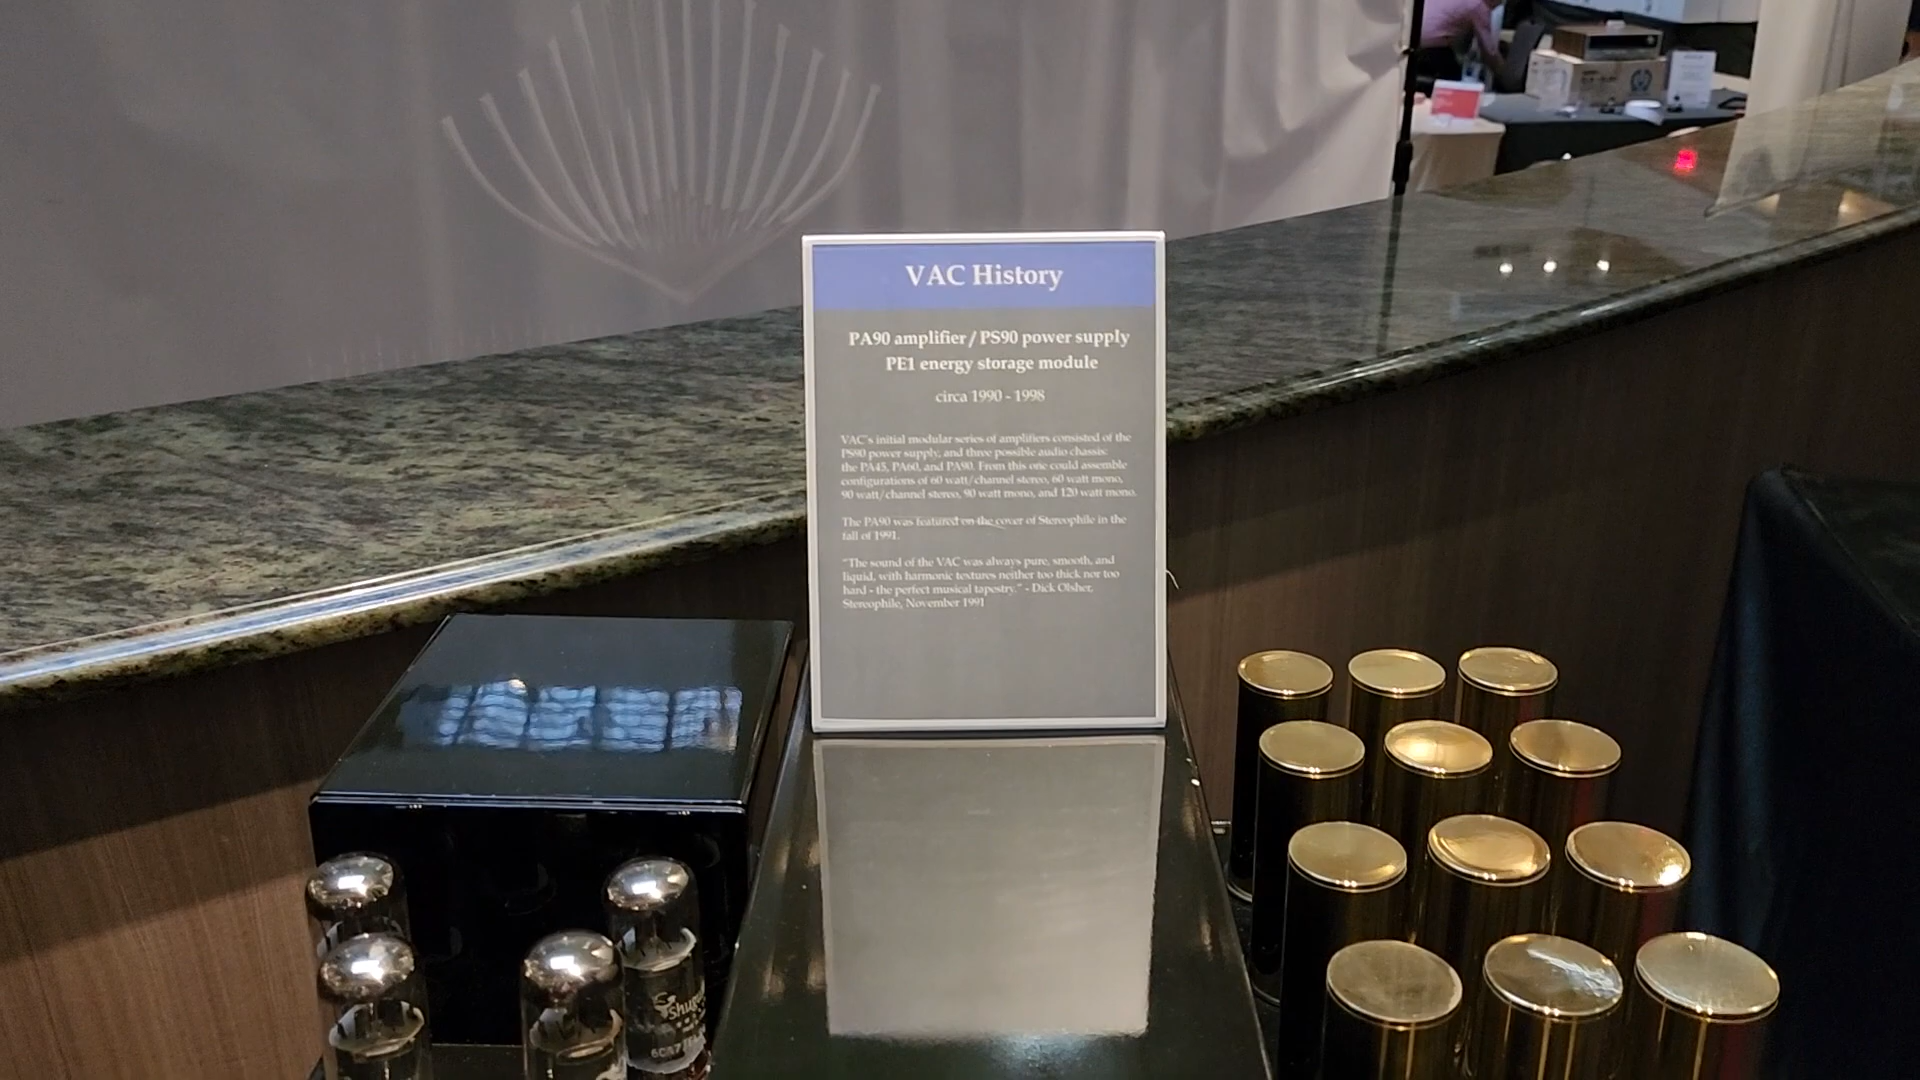 VAC History
PA90 amplifier / PS90 power supply
PE1 energy storage module
circa 1990 - 1998
VAC's initial modular series of amplifiers consisted of the
PS90 power supply, and three possible audio chassis:
the PA45, PA60, and PA90. From this one could assemble
configurations of 60 watt/channel stereo, 60 watt mono,
90 watt/channel stereo, 90 watt mono, and 120 watt mono.
The PA90 was featured on the cover of Stereophile in the
fall of 1991.
"The sound of the VAC was always pure, smooth, and
liquid, with harmonic textures neither too thick nor too
hard - the perfect musical tapestry." - Dick Olsher,
Stereophile, November 1991